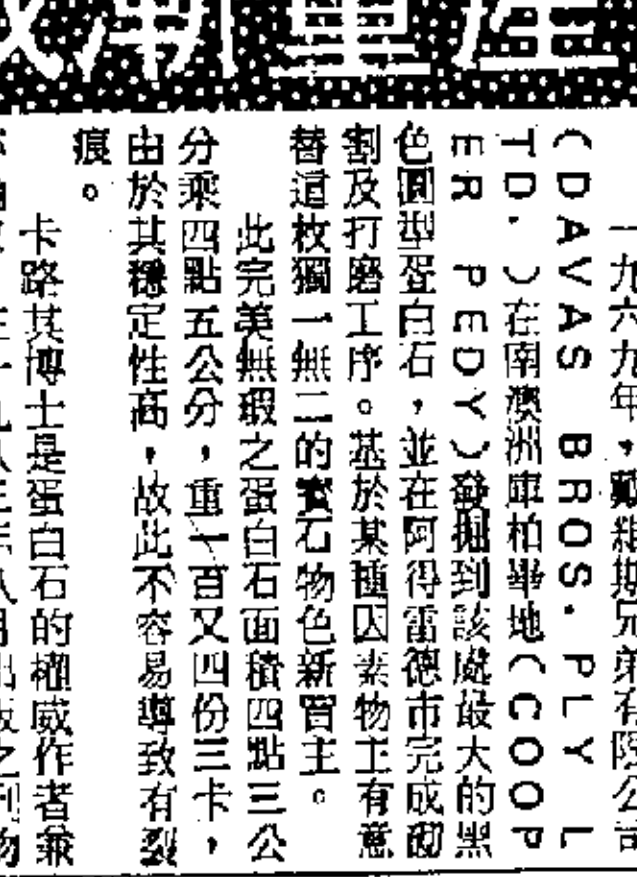 一九六九年，戴維斯兄弟有限公司
（DAVAS BROS. PLY L
TD.）在南澳洲庫柏畢地（COOP
ER PEDY）發掘到該處最大的黑
色圓型蛋白石，並在阿得雷德市完成切
割及打磨工序。基於某種因素物主有意
替這枚獨一無二的寶石物色新買主。
此完美無瑕之蛋白石面積四點三公
分乘四點五公分，重一百又四份三卡，
由於其穩定性高，故此不容易導致有裂
痕。
卡路其博士是蛋白石的權威作者兼